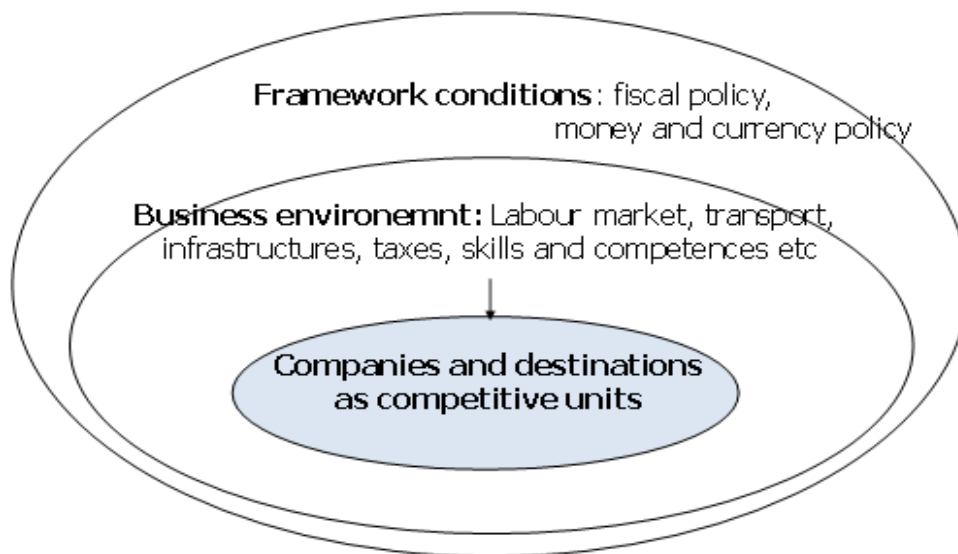 Framework conditions: fiscal policy,
money and currency policy
Business environemnt: Labour market, transport,
infrastructures, taxes, skills and competences etc
Companies and destinations
as competitive units